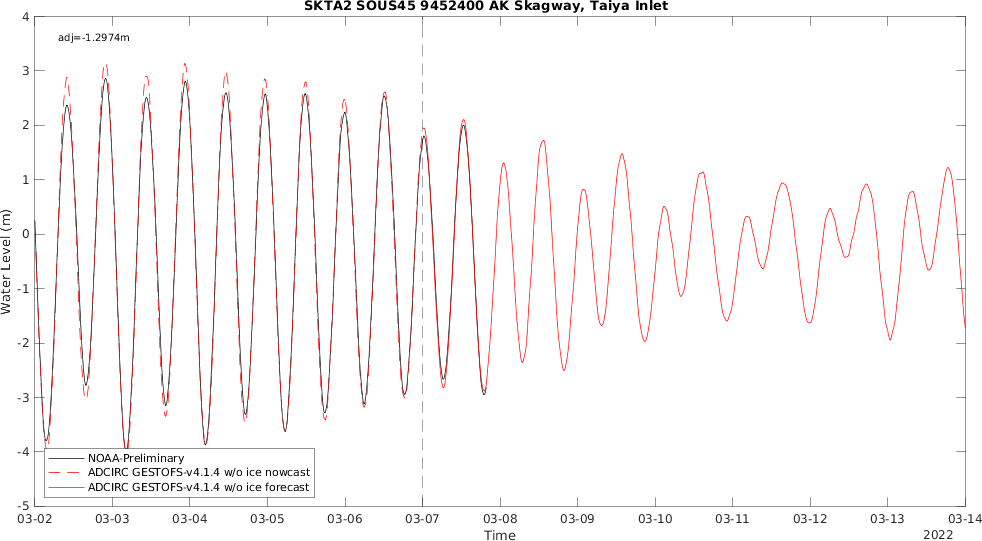 SKTA2 SOUS45 9452400 AK Skagway, Taiya Inlet
adj=-1.2974m
4
3
2
1
0
-1
-2
-3
-4
-5
Water Level (m)
NOAA-Preliminary
ADCIRC GESTOFS-v4.1.4 w/o ice nowcast
ADCIRC GESTOFS-v4.1.4 w/o ice forecast
03-02 03-03 03-04 03-05 03-06 03-07 03-08 03-09 03-10 03-11 03-12 03-13 03-14
Time
2022